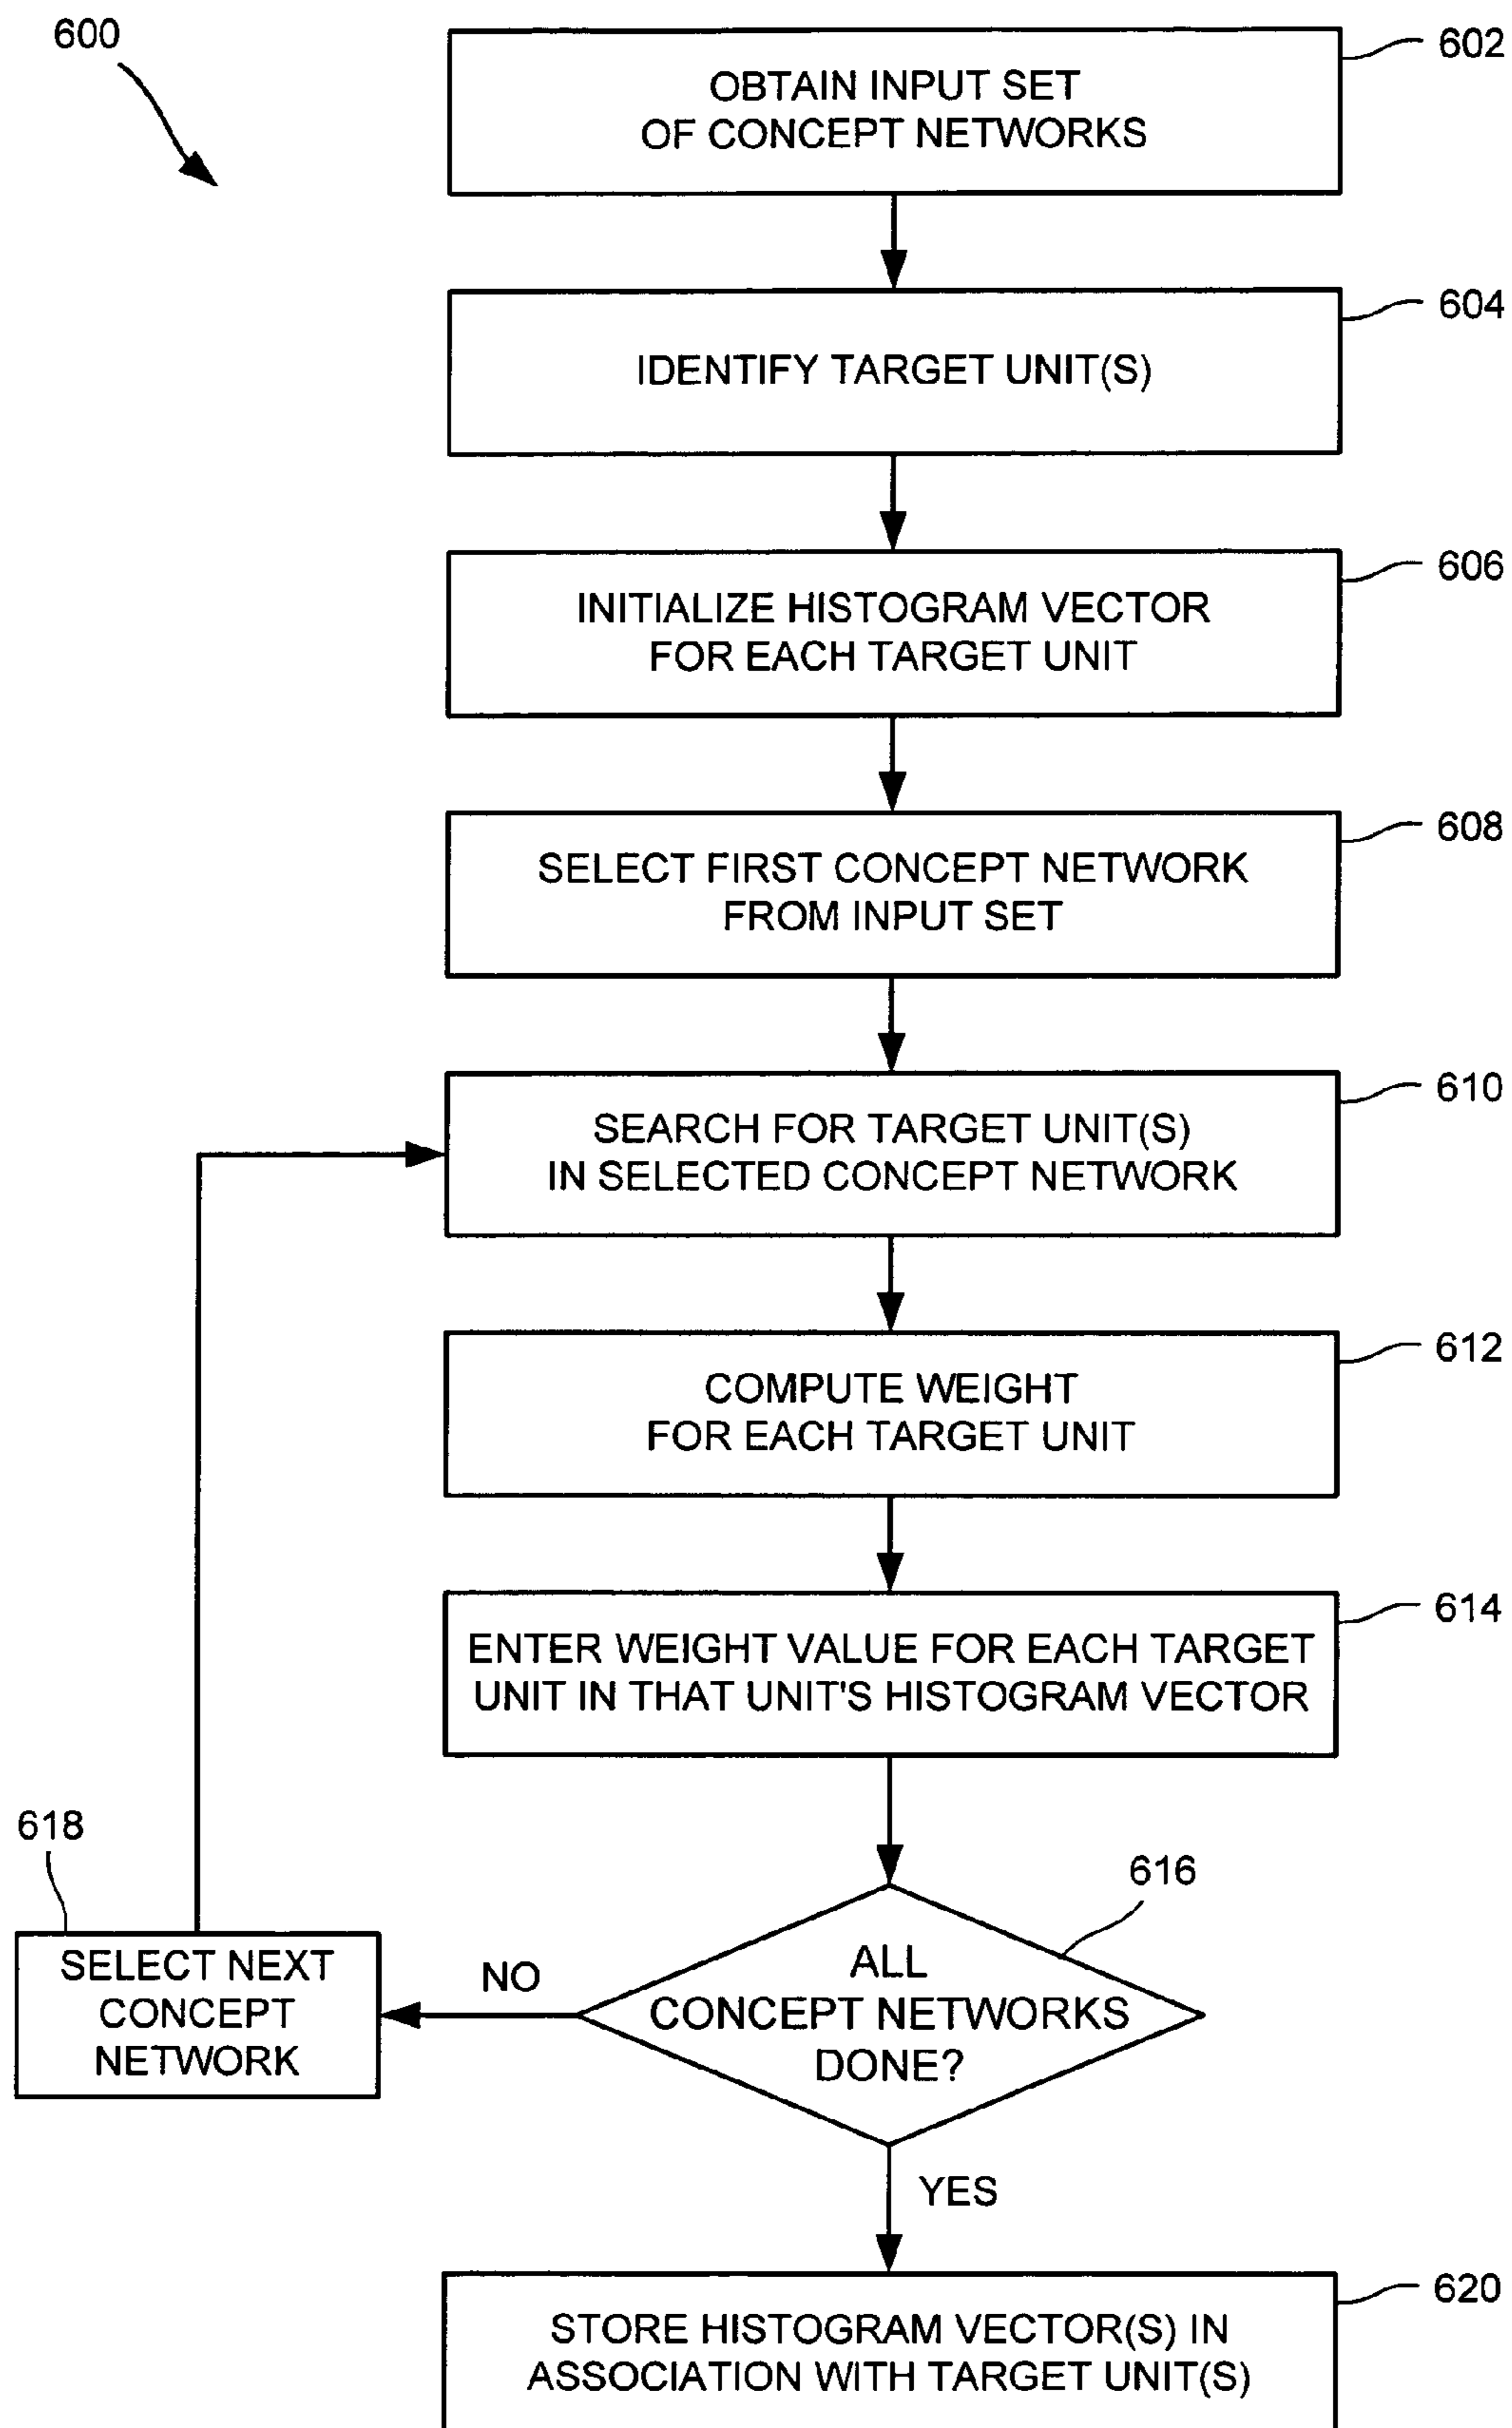 600
602
OBTAIN INPUT SET
OF CONCEPT NETWORKS
604
IDENTIFY TARGET UNIT(S)
606
INITIALIZE HISTOGRAM VECTOR
FOR EACH TARGET UNIT
608
SELECT FIRST CONCEPT NETWORK
FROM INPUT SET
610
SEARCH FOR TARGET UNIT(S)
IN SELECTED CONCEPT NETWORK
612
COMPUTE WEIGHT
FOR EACH TARGET UNIT
614
ENTER WEIGHT VALUE FOR EACH TARGET
UNIT IN THAT UNIT'S HISTOGRAM VECTOR
616
ALL
CONCEPT NETWORKS
DONE?
NO
618
SELECT NEXT
CONCEPT
NETWORK
YES
620
STORE HISTOGRAM VECTOR(S) IN
ASSOCIATION WITH TARGET UNIT(S)